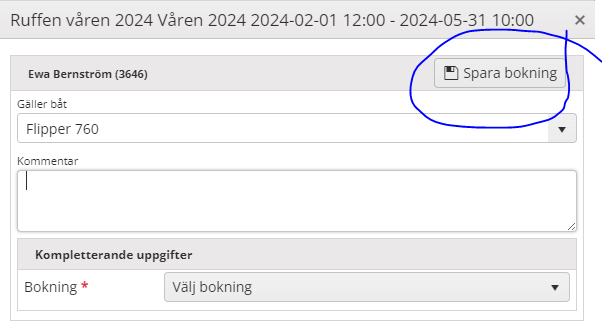 Ruffen våren 2024 Våren 2024 2024-02-01 12:00 - 2024-05-31 10:00 ×
Ewa Bernström (3646) Spara bokning
Gäller båt
Flipper 760
Kommentar
Kompletterande uppgifter
Bokning * Välj bokning